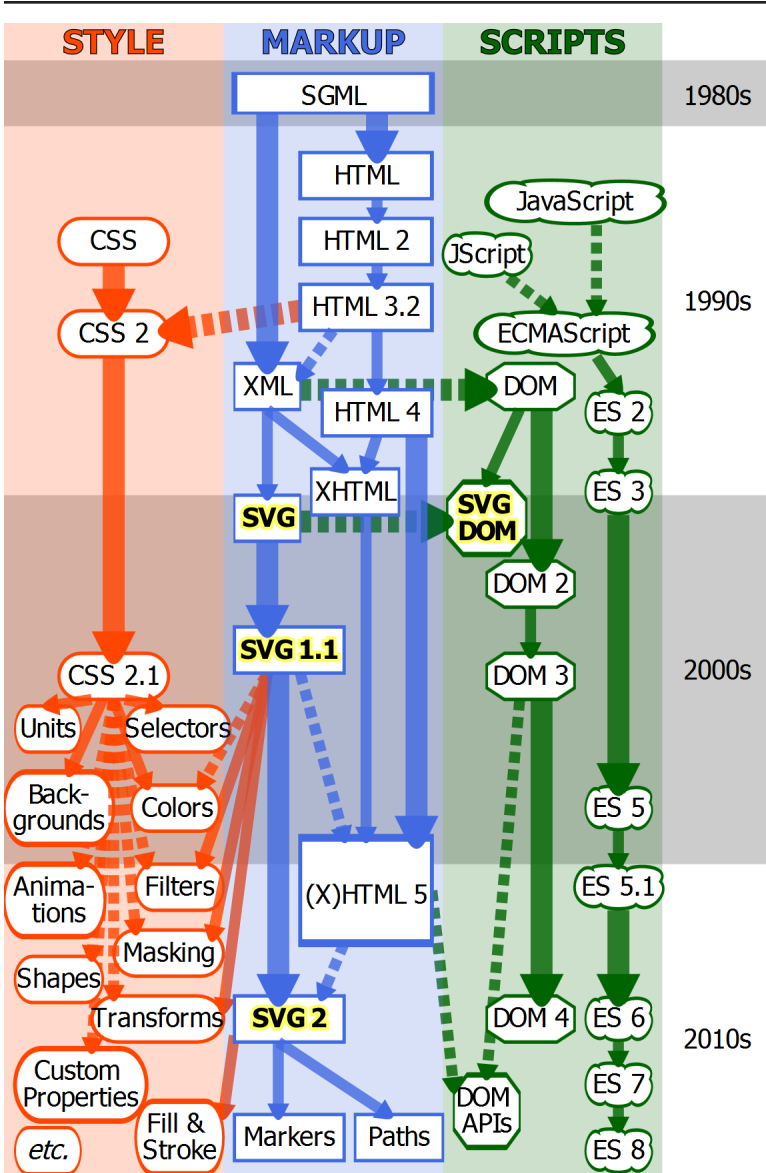 STYLE
MARKUP
SCRIPTS
SGML
1980s
HTML
JavaScript
CSS
HTML 2
JScript
HTML 3.2
1990s
CSS 2
ECMAScript
XML
DOM
HTML 4
ES 2
XHTML
ES 3
SVG
SVG
DOM
DOM 2
SVG 1.1
CSS 2.1
DOM 3
2000s
Units
Selectors
Back-
grounds
Colors
ES 5
Anima-
tions
Filters
(X)HTML 5
ES 5.1
Masking
Shapes
Transforms
SVG 2
DOM 4
ES 6
2010s
Custom
Properties
ES 7
DOM
APIs
Fill &
Stroke
Markers
Paths
etc.
ES 8